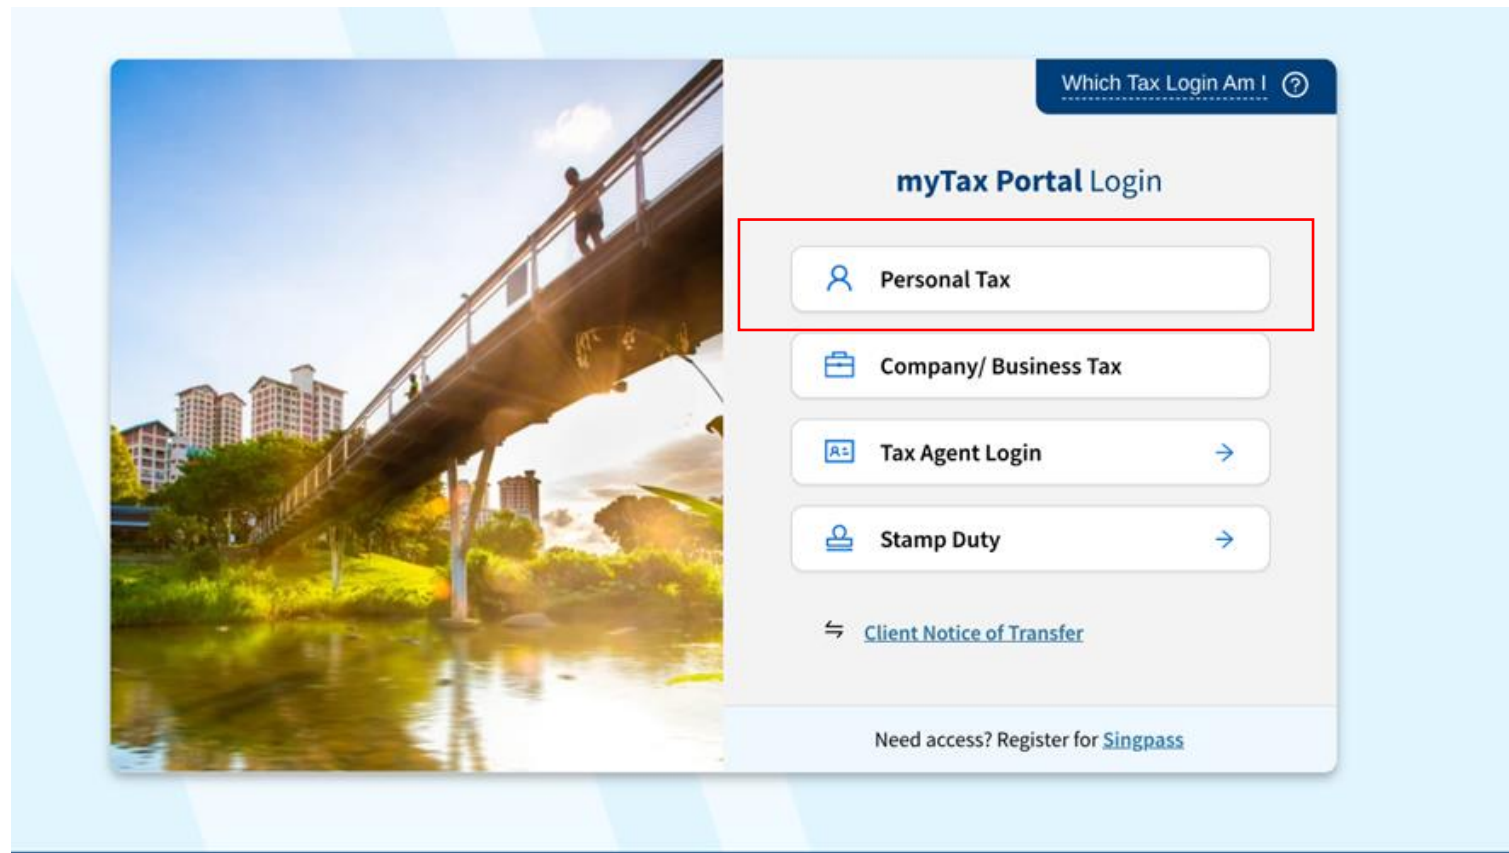 Which Tax Login Am I
myTax Portal Login
Personal Tax
Company/ Business Tax
Tax Agent Login
Stamp Duty
Client Notice of Transfer
Need access? Register for Singpass